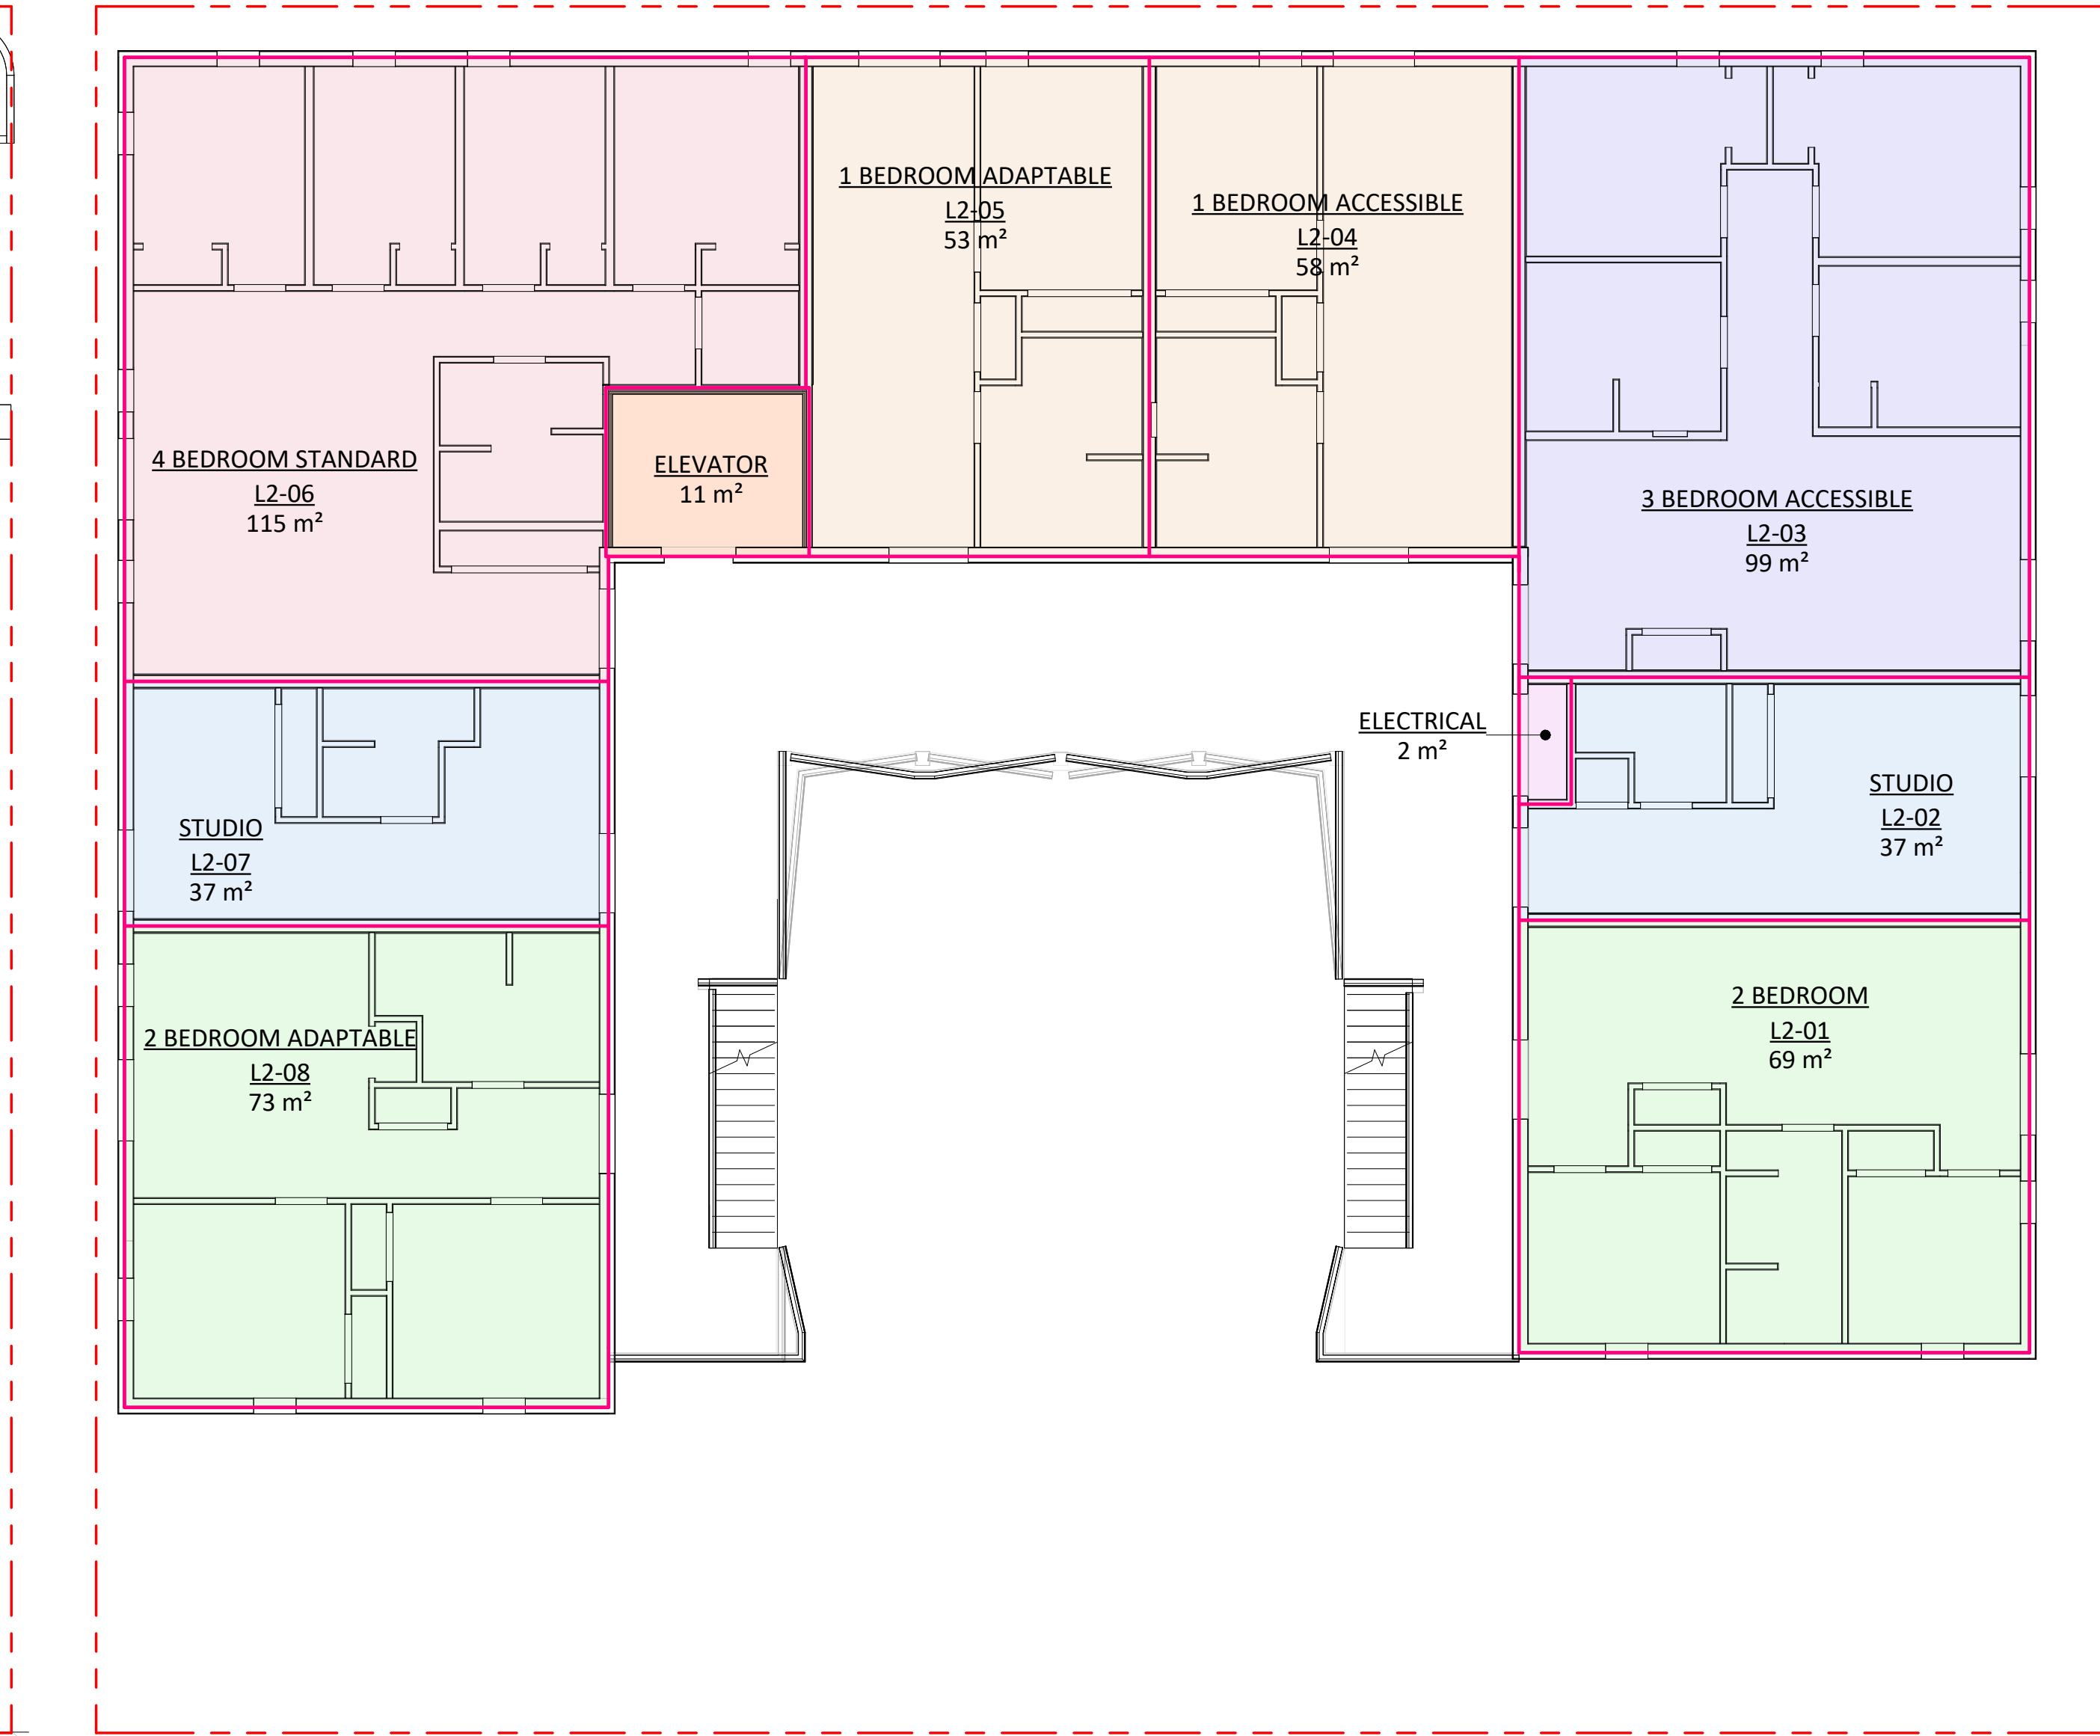 1 BEDROOM ADAPTABLE
L2-05
53 m²
1 BEDROOM ACCESSIBLE
L2-04
58 m²
4 BEDROOM STANDARD
L2-06
115 m²
ELEVATOR
11 m²
3 BEDROOM ACCESSIBLE
L2-03
99 m²
ELECTRICAL
2 m²
STUDIO
L2-07
37 m²
STUDIO
L2-02
37 m²
2 BEDROOM ADAPTABLE
L2-08
73 m²
2 BEDROOM
L2-01
69 m²